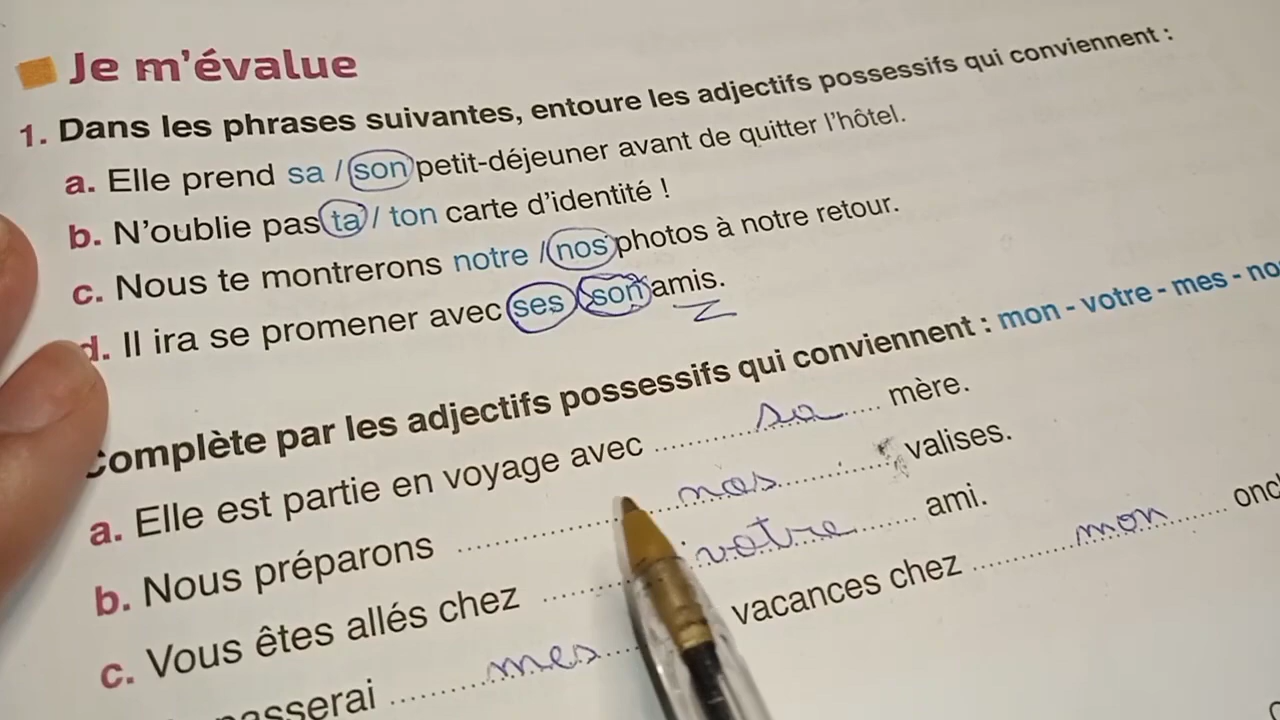 Je m'évalue
1. Dans les phrases suivantes, entoure les adjectifs possessifs qui conviennent :
a. Elle prend sa / son petit-déjeuner avant de quitter l'hôtel.
b. N'oublie pas ta / ton carte d'identité !
c. Nous te montrerons notre / nos photos à notre retour.
d. Il ira se promener avec ses son amis.
Complète par les adjectifs possessifs qui conviennent : mon - votre - mes -
a. Elle est partie en voyage avec sa mère.
b. Nous préparons nos valises.
c. Vous êtes allés chez votre ami.
passerai mes vacances chez mon